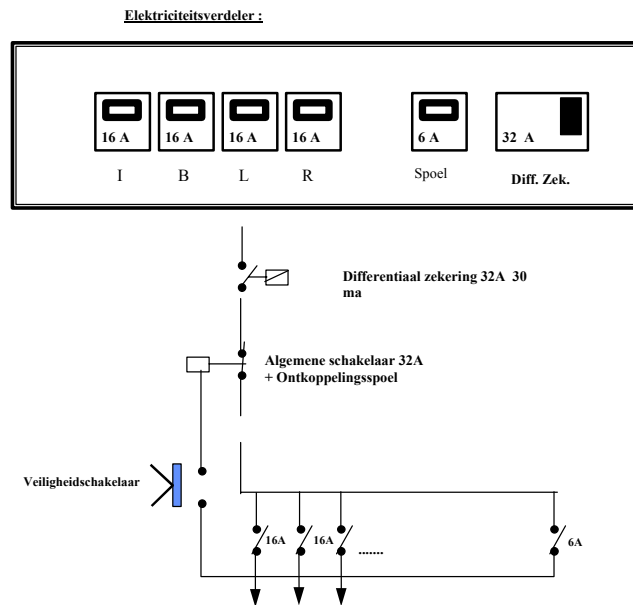 Elektriciteitsverdeler :
16 A 16 A 16 A 16 A 6 A 32 A
I B L R Spoel Diff. Zek.
Differentiaal zekering 32A 30
ma
Algemene schakelaar 32A
+ Ontkoppelingsspoel
Veiligheidschakelaar
16A 16A ....... 6A